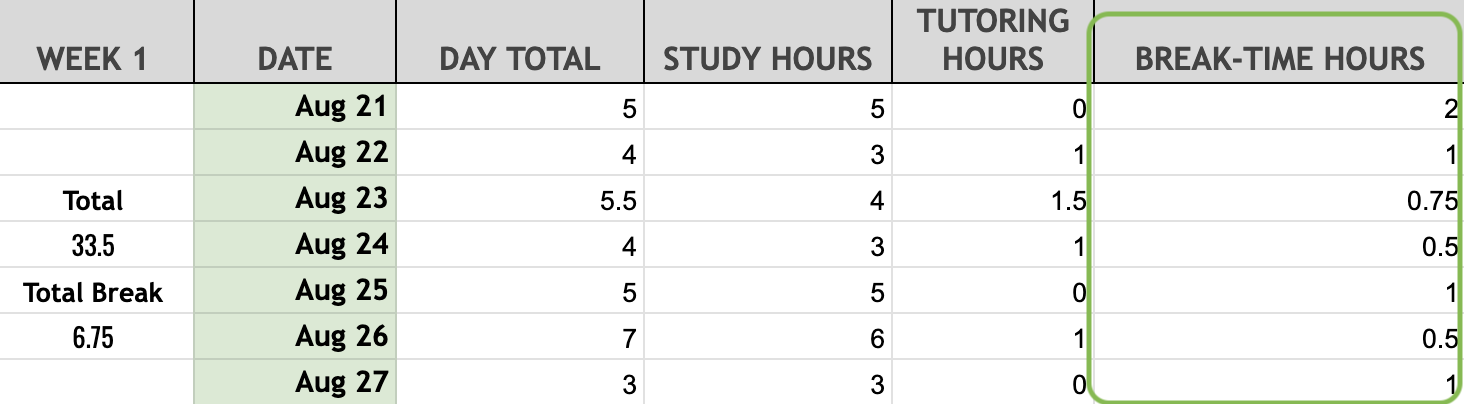 WEEK 1 DATE DAY TOTAL STUDY HOURS TUTORING HOURS BREAK-TIME HOURS
Aug 21 5 5 0 2
Aug 22 4 3 1 1
Total Aug 23 5.5 4 1.5 0.75
33.5 Aug 24 4 3 1 0.5
Total Break Aug 25 5 5 0 1
6.75 Aug 26 7 6 1 0.5
Aug 27 3 3 0 1